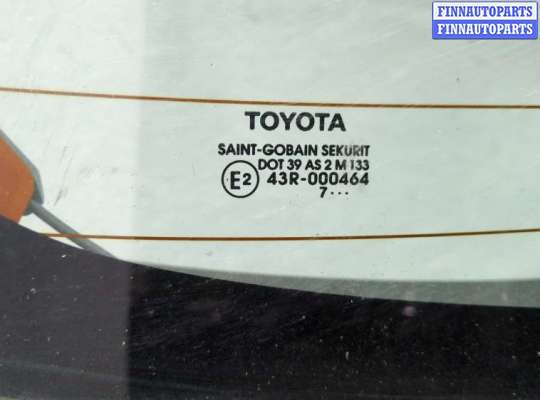 FINNAUTOPARTS
FINNAUTOPARTS
TOYOTA
SAINT-GOBAIN SEKURIT
DOT 39 AS 2 M 133
E2 43R-000464
7...